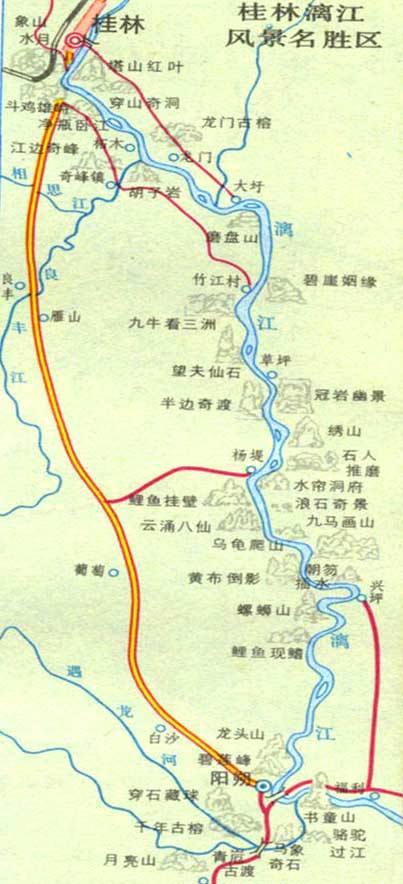 桂林漓江
风景名胜区
象山
水月
桂林
塔山红叶
穿山奇洞
斗鸡雄
净瓶卧江
龙门古榕
江边奇峰
柘木
龙门
奇峰镇
胡子岩
大圩
相思江
磨盘山
漓
良丰
良
竹江村
碧崖姻缘
雁山
丰
九牛看三洲
江
江
望夫仙石
草坪
半边奇渡
冠岩幽景
绣山
杨堤
石人
推磨
水帘洞府
鲤鱼挂壁
浪石奇景
云涌八仙
九马画山
乌龟爬山
葡萄
黄布倒影
朝笏
插水
兴坪
螺蛳山
漓
鲤鱼现鳍
遇
龙
白沙
龙头山
江
河
碧莲峰
阳朔
穿石藏球
福利
书童山
千年古榕
骆驼
过江
马象
奇石
月亮山
青厄
古渡